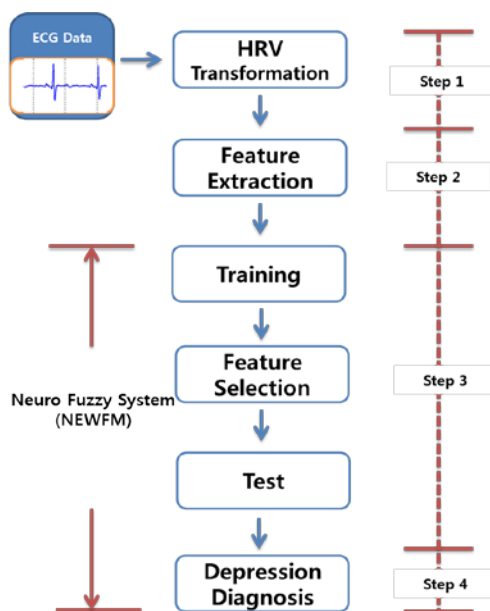 ECG Data
HRV
Transformation
Step 1
Feature
Extraction
Step 2
Training
Feature
Selection
Step 3
Neuro Fuzzy System
(NEWFM)
Test
Depression
Diagnosis
Step 4